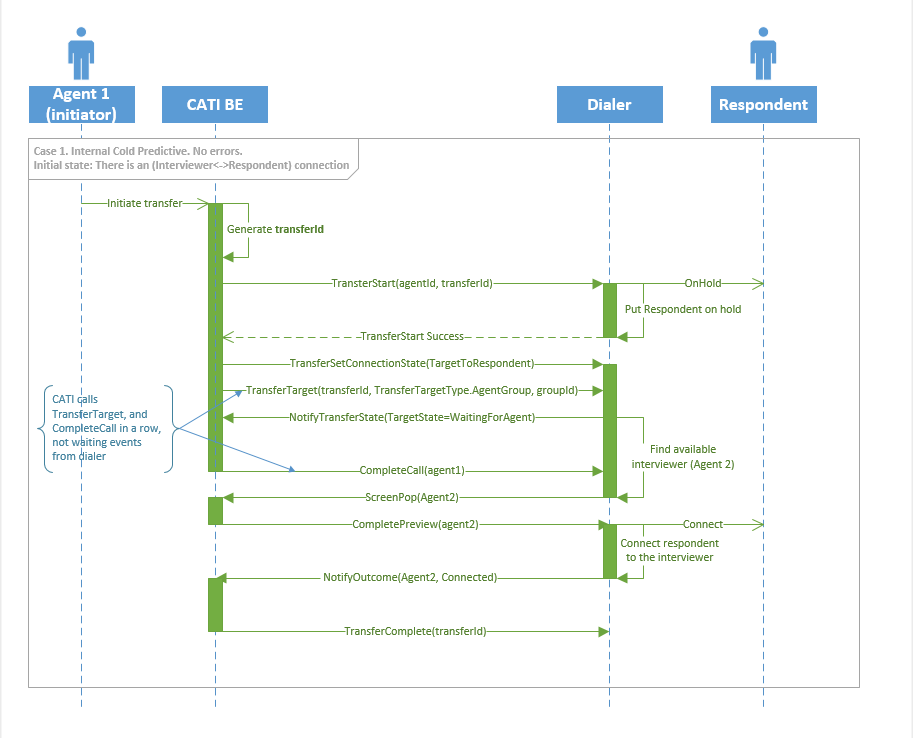 Agent 1
(initiator)
CATI BE
Dialer
Respondent
Case 1. Internal Cold Predictive. No errors.
Initial state: There is an (Interviewer<->Respondent) connection
Initiate transfer
Generate transferId
TransterStart(agentId, transferId)
OnHold
Put Respondent on hold
TransferStart Success
TransferSetConnectionState(TargetToRespondent)
TransferTarget(transferId, TransferTargetType.AgentGroup, groupId)
CATI calls
TransferTarget, and
CompleteCall in a row,
not waiting events
from dialer
NotifyTransferState(TargetState=WaitingForAgent)
Find available
interviewer (Agent 2)
CompleteCall(agent1)
ScreenPop(Agent2)
CompletePreview(agent2)
Connect
Connect respondent
to the interviewer
NotifyOutcome(Agent2, Connected)
TransferComplete(transferId)